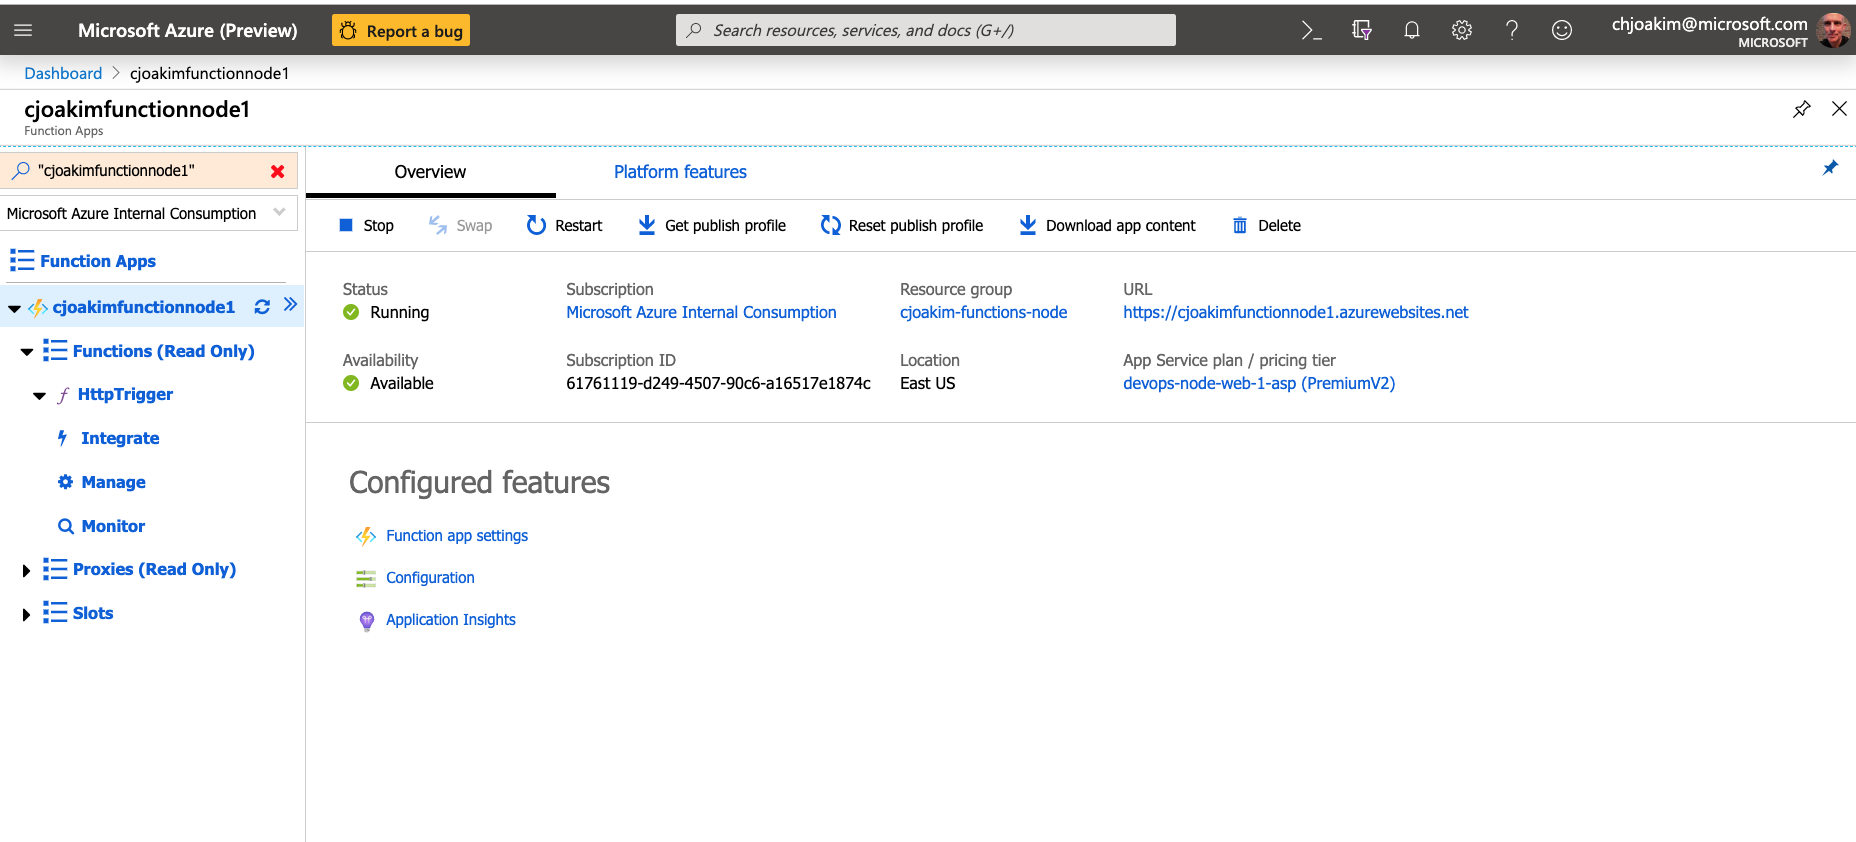 Microsoft Azure (Preview)
Report a bug
Search resources, services, and docs (G+/)
chjoakim@microsoft.com
MICROSOFT
Dashboard > cjoakimfunctionnode1
cjoakimfunctionnode1
Function Apps
"cjoakimfunctionnode1"
Microsoft Azure Internal Consumption
Function Apps
cjoakimfunctionnode1
Functions (Read Only)
f HttpTrigger
Integrate
Manage
Monitor
Proxies (Read Only)
Slots
Overview Platform features
Stop Swap Restart Get publish profile Reset publish profile Download app content Delete
Status Subscription Resource group URL
Running Microsoft Azure Internal Consumption cjoakim-functions-node https://cjoakimfunctionnode1.azurewebsites.net
Availability Subscription ID Location App Service plan / pricing tier
Available 61761119-d249-4507-90c6-a16517e1874c East US devops-node-web-1-asp (PremiumV2)
Configured features
Function app settings
Configuration
Application Insights